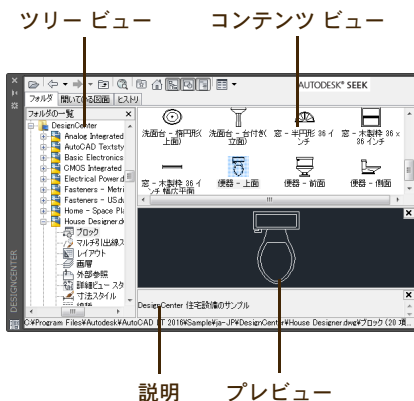 ツリー ビュー
コンテンツ ビュー
AUTODESK® SEEK
フォルダ 開いている図面 ヒストリ
フォルダの一覧
DesignCenter
Analog Integrated
AutoCAD Textsty
Basic Electronics
CMOS Integrated
Electrical Power.d
Fasteners - Metri
Fasteners - US.dw
Home - Space Pla
House Designer.dw
ブロック
マルチ引出線ス
レイアウト
画層
外部参照
詳細ビュー スタ
寸法スタイル
線種
洗面台 - 楕円形(上面)
洗面台 - 台付き(立面)
窓 - 半円形 36 インチ
窓 - 木製枠 36 x 36 インチ
窓 - 木製枠 36 インチ 幅広平面
便器 - 上面
便器 - 前面
便器 - 側面
DesignCenter 住宅設備のサンプル
DESIGNCENTER
C:¥Program Files¥Autodesk¥AutoCAD LT 2016¥Sample¥ja-JP¥DesignCenter¥House Designer.dwg¥ブロック (20 項...
説明
プレビュー